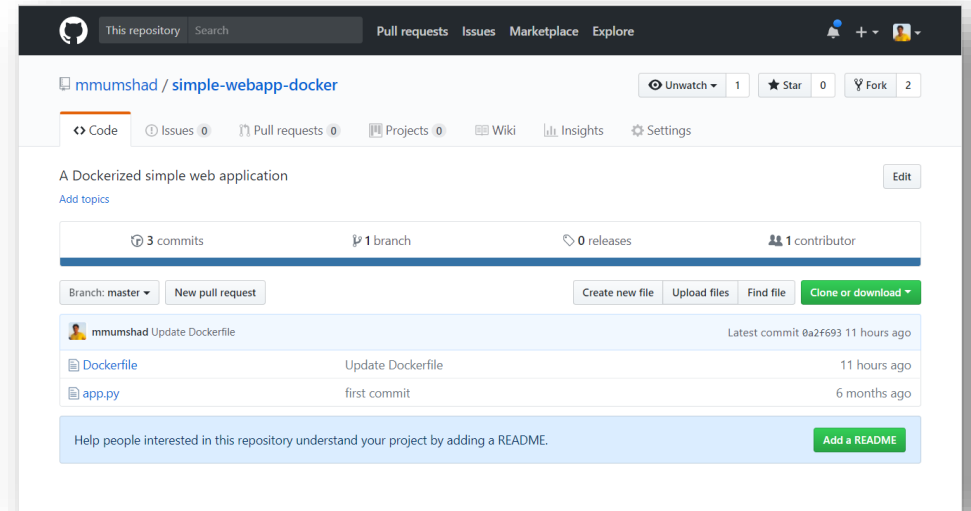 This repository Search Pull requests Issues Marketplace Explore
mmumshad / simple-webapp-docker Unwatch 1 Star 0 Fork 2
Code Issues 0 Pull requests 0 Projects 0 Wiki Insights Settings
A Dockerized simple web application Edit
Add topics
3 commits 1 branch 0 releases 1 contributor
Branch: master New pull request Create new file Upload files Find file Clone or download
mmumshad Update Dockerfile Latest commit 0a2f693 11 hours ago
Dockerfile Update Dockerfile 11 hours ago
app.py first commit 6 months ago
Help people interested in this repository understand your project by adding a README. Add a README